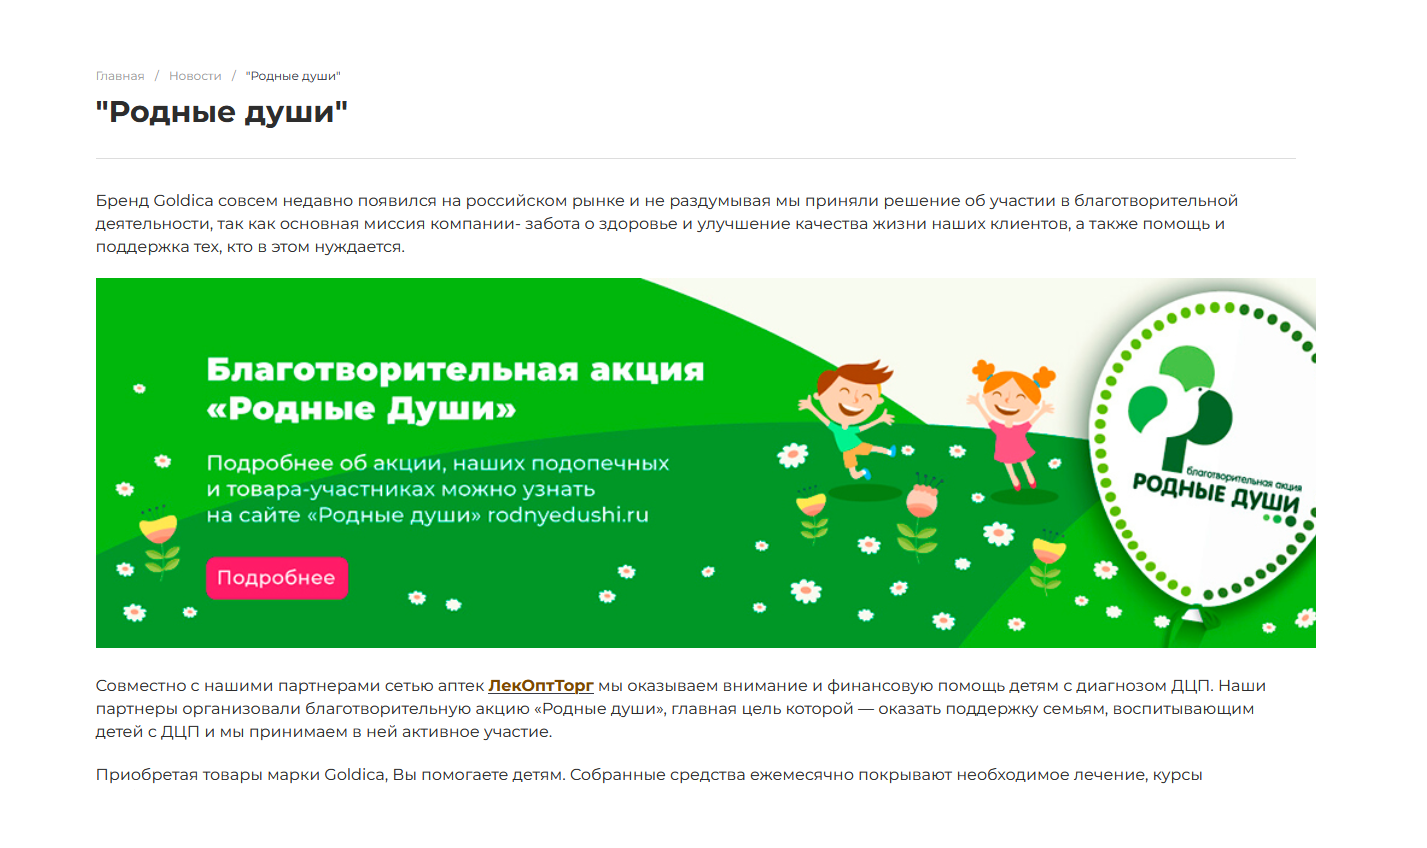 Главная / Новости / "Родные души"
"Родные души"
Бренд Goldica совсем недавно появился на российском рынке и не раздумывая мы приняли решение об участии в благотворительной
деятельности, так как основная миссия компании- забота о здоровье и улучшение качества жизни наших клиентов, а также помощь и
поддержка тех, кто в этом нуждается.
Благотворительная акция
«Родные Души»
Подробнее об акции, наших подопечных
и товара-участниках можно узнать
на сайте «Родные души» rodnyedushi.ru
Подробнее
благотворительная акция
РОДНЫЕ ДУШИ
Совместно с нашими партнерами сетью аптек ЛекОптТорг мы оказываем внимание и финансовую помощь детям с диагнозом ДЦП. Наши
партнеры организовали благотворительную акцию «Родные души», главная цель которой — оказать поддержку семьям, воспитывающим
детей с ДЦП и мы принимаем в ней активное участие.
Приобретая товары марки Goldica, Вы помогаете детям. Собранные средства ежемесячно покрывают необходимое лечение, курсы